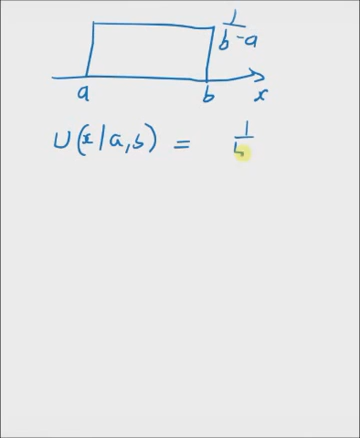 1
b-a
a b x
U(x/a,b) = 1